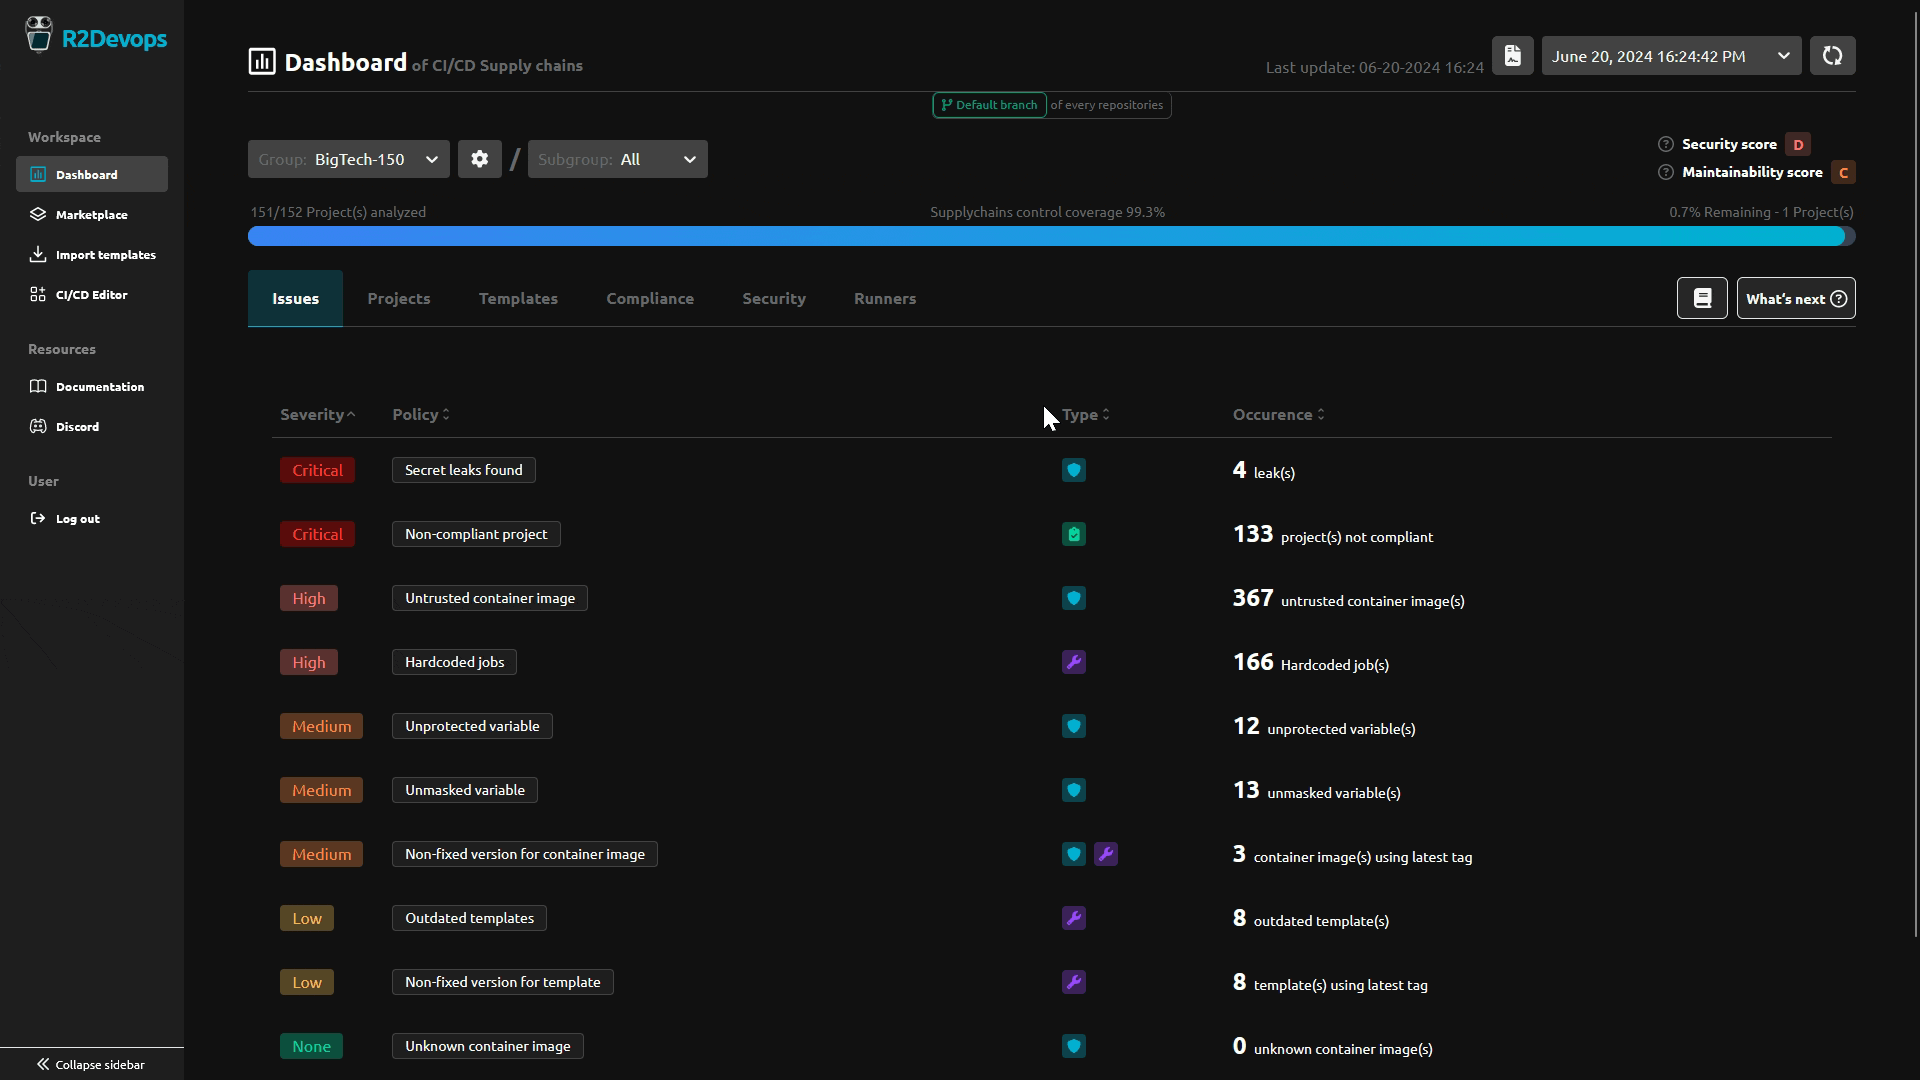 R2Devops
Workspace
Dashboard
Marketplace
Import templates
CI/CD Editor
Resources
Documentation
Discord
User
Log out
Collapse sidebar
Dashboard of CI/CD Supply chains
Last update: 06-20-2024 16:24
June 20, 2024 16:24:42 PM
Default branch of every repositories
Group: BigTech-150 / Subgroup: All
Security score D
Maintainability score C
151/152 Project(s) analyzed
Supplychains control coverage 99.3%
0.7% Remaining - 1 Project(s)
Issues Projects Templates Compliance Security Runners
What's next
Severity Policy Type Occurence
Critical Secret leaks found 4 leak(s)
Critical Non-compliant project 133 project(s) not compliant
High Untrusted container image 367 untrusted container image(s)
High Hardcoded jobs 166 Hardcoded job(s)
Medium Unprotected variable 12 unprotected variable(s)
Medium Unmasked variable 13 unmasked variable(s)
Medium Non-fixed version for container image 3 container image(s) using latest tag
Low Outdated templates 8 outdated template(s)
Low Non-fixed version for template 8 template(s) using latest tag
None Unknown container image 0 unknown container image(s)